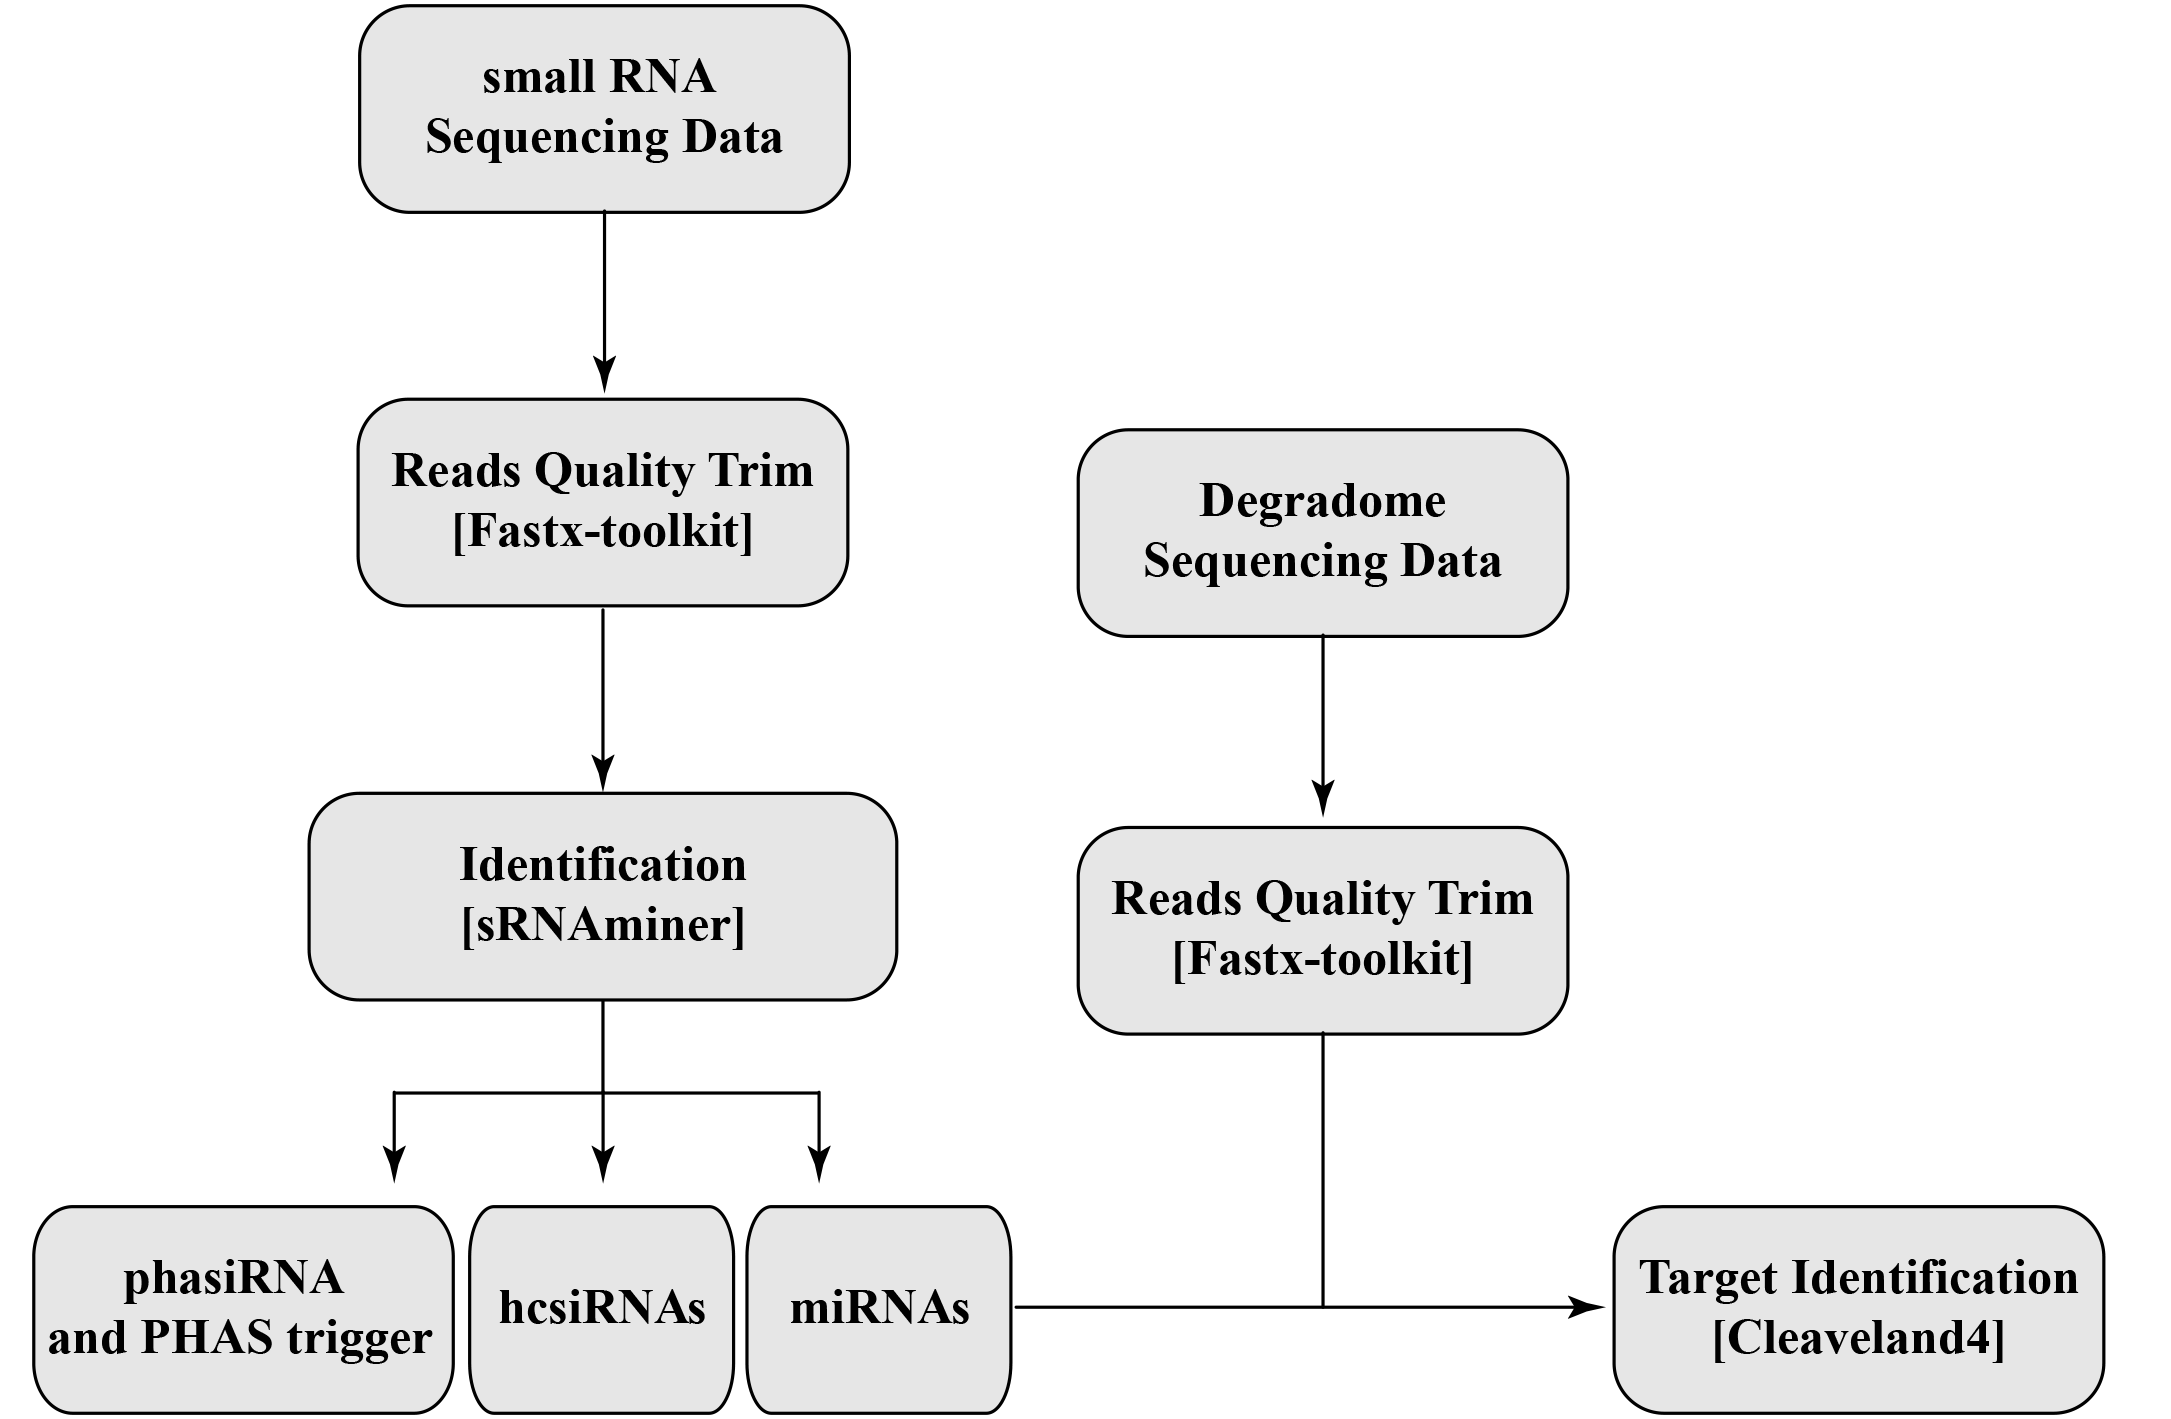 small RNA
Sequencing Data
Reads Quality Trim
[Fastx-toolkit]
Degradome
Sequencing Data
Identification
[sRNAminer]
Reads Quality Trim
[Fastx-toolkit]
phasiRNA
and PHAS trigger
hcsiRNAs
miRNAs
Target Identification
[Cleaveland4]